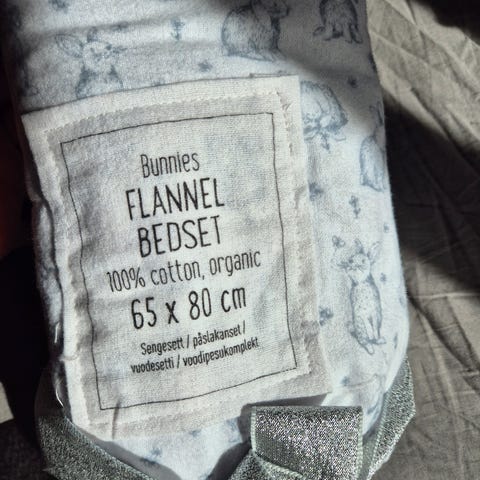 Bunnies
FLANNEL
BEDSET
100% cotton, organic
65 x 80 cm
Sengesett / påslakanset /
vuodesetti / voodipesukomplekt